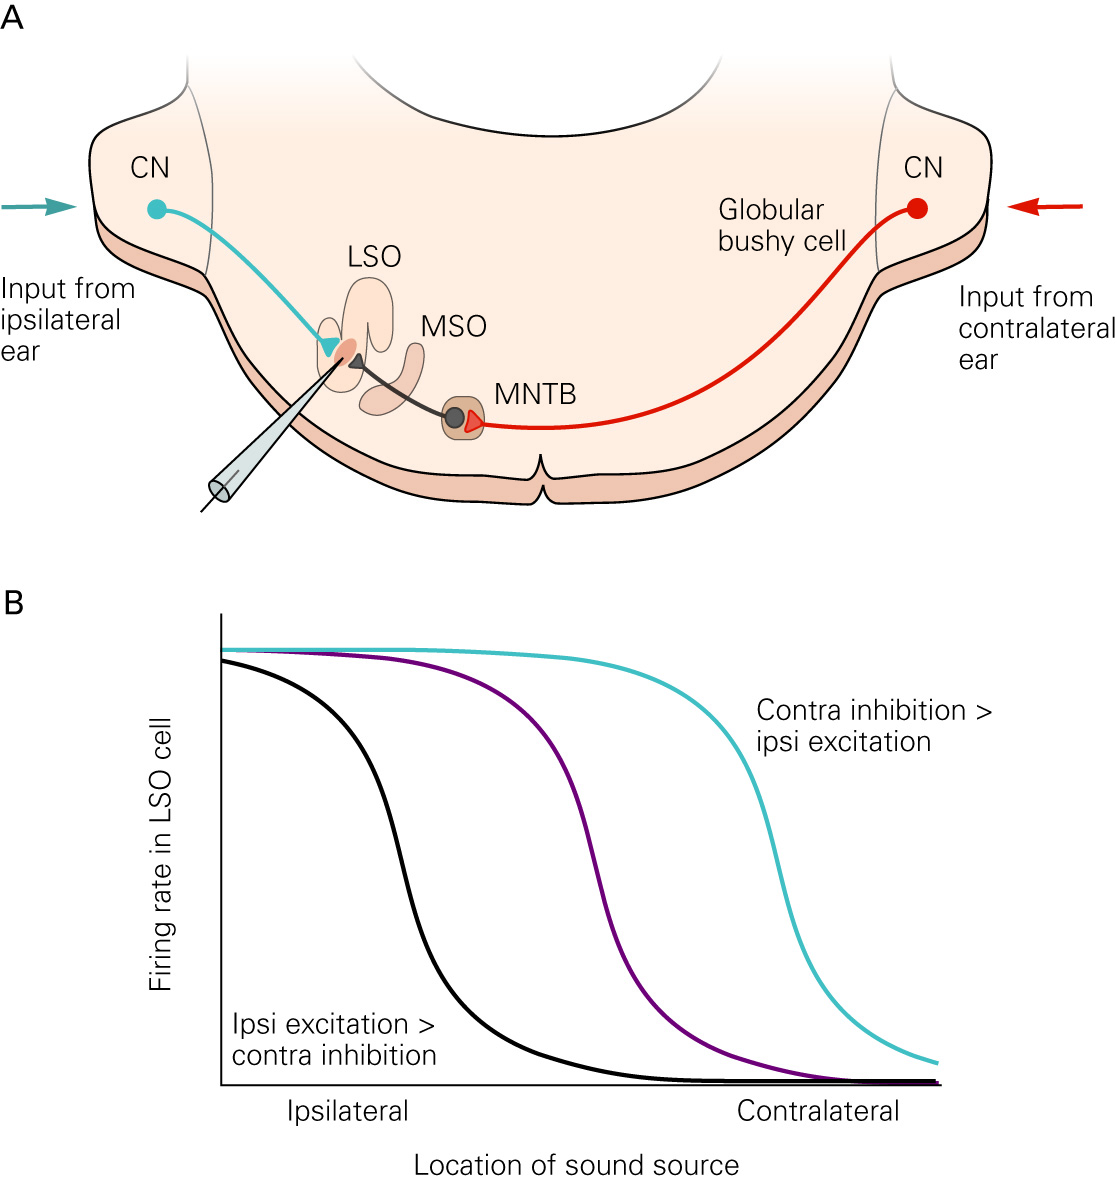 A
CN
CN
Globular
bushy cell
LSO
Input from
ipsilateral
ear
Input from
contralateral
ear
MSO
MNTB
B
Contra inhibition >
ipsi excitation
Firing rate in LSO cell
Ipsi excitation >
contra inhibition
Ipsilateral
Contralateral
Location of sound source